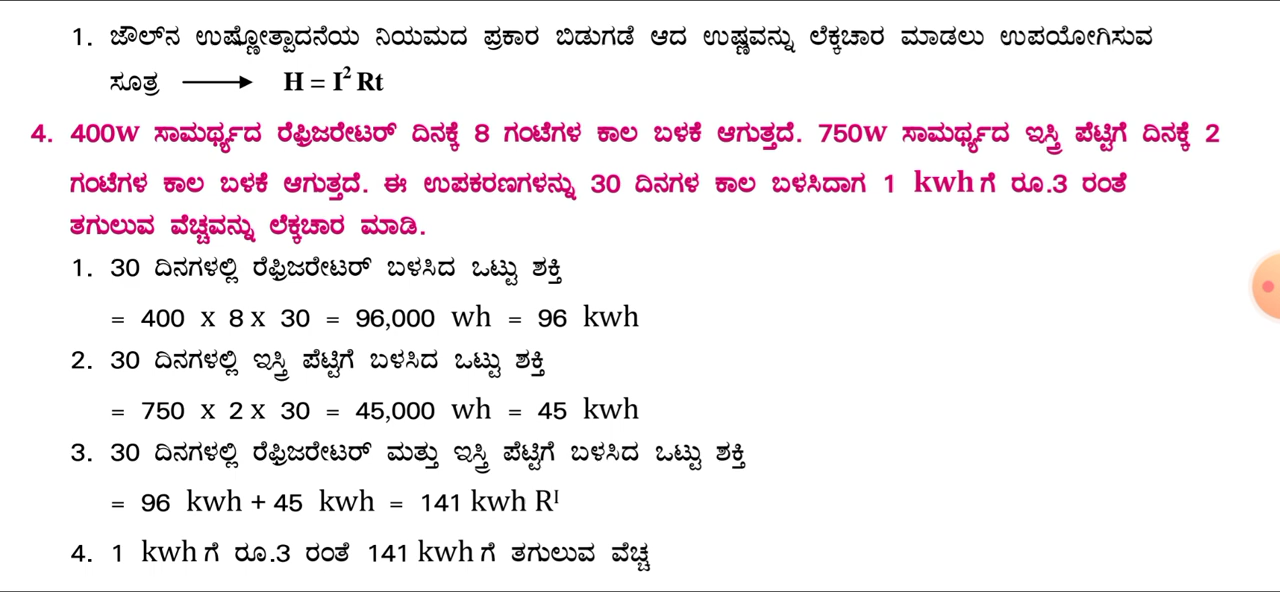 1. ಜೌಲ್‌ನ ಉಷ್ಣೋತ್ಪಾದನೆಯ ನಿಯಮದ ಪ್ರಕಾರ ಬಿಡುಗಡೆ ಆದ ಉಷ್ಣವನ್ನು ಲೆಕ್ಕಚಾರ ಮಾಡಲು ಉಪಯೋಗಿಸುವ
ಸೂತ್ರ ⟶ H = I² Rt
4. 400W ಸಾಮರ್ಥ್ಯದ ರೆಫ್ರಿಜರೇಟರ್ ದಿನಕ್ಕೆ 8 ಗಂಟೆಗಳ ಕಾಲ ಬಳಕೆ ಆಗುತ್ತದೆ. 750W ಸಾಮರ್ಥ್ಯದ ಇಸ್ತ್ರಿ ಪೆಟ್ಟಿಗೆ ದಿನಕ್ಕೆ 2
ಗಂಟೆಗಳ ಕಾಲ ಬಳಕೆ ಆಗುತ್ತದೆ. ಈ ಉಪಕರಣಗಳನ್ನು 30 ದಿನಗಳ ಕಾಲ ಬಳಸಿದಾಗ 1 kwh ಗೆ ರೂ.3 ರಂತೆ
ತಗುಲುವ ವೆಚ್ಚವನ್ನು ಲೆಕ್ಕಚಾರ ಮಾಡಿ.
1. 30 ದಿನಗಳಲ್ಲಿ ರೆಫ್ರಿಜರೇಟರ್ ಬಳಸಿದ ಒಟ್ಟು ಶಕ್ತಿ
= 400 x 8 x 30 = 96,000 wh = 96 kwh
2. 30 ದಿನಗಳಲ್ಲಿ ಇಸ್ತ್ರಿ ಪೆಟ್ಟಿಗೆ ಬಳಸಿದ ಒಟ್ಟು ಶಕ್ತಿ
= 750 x 2 x 30 = 45,000 wh = 45 kwh
3. 30 ದಿನಗಳಲ್ಲಿ ರೆಫ್ರಿಜರೇಟರ್ ಮತ್ತು ಇಸ್ತ್ರಿ ಪೆಟ್ಟಿಗೆ ಬಳಸಿದ ಒಟ್ಟು ಶಕ್ತಿ
= 96 kwh + 45 kwh = 141 kwh Rᴵ
4. 1 kwh ಗೆ ರೂ.3 ರಂತೆ 141 kwh ಗೆ ತಗುಲುವ ವೆಚ್ಚ